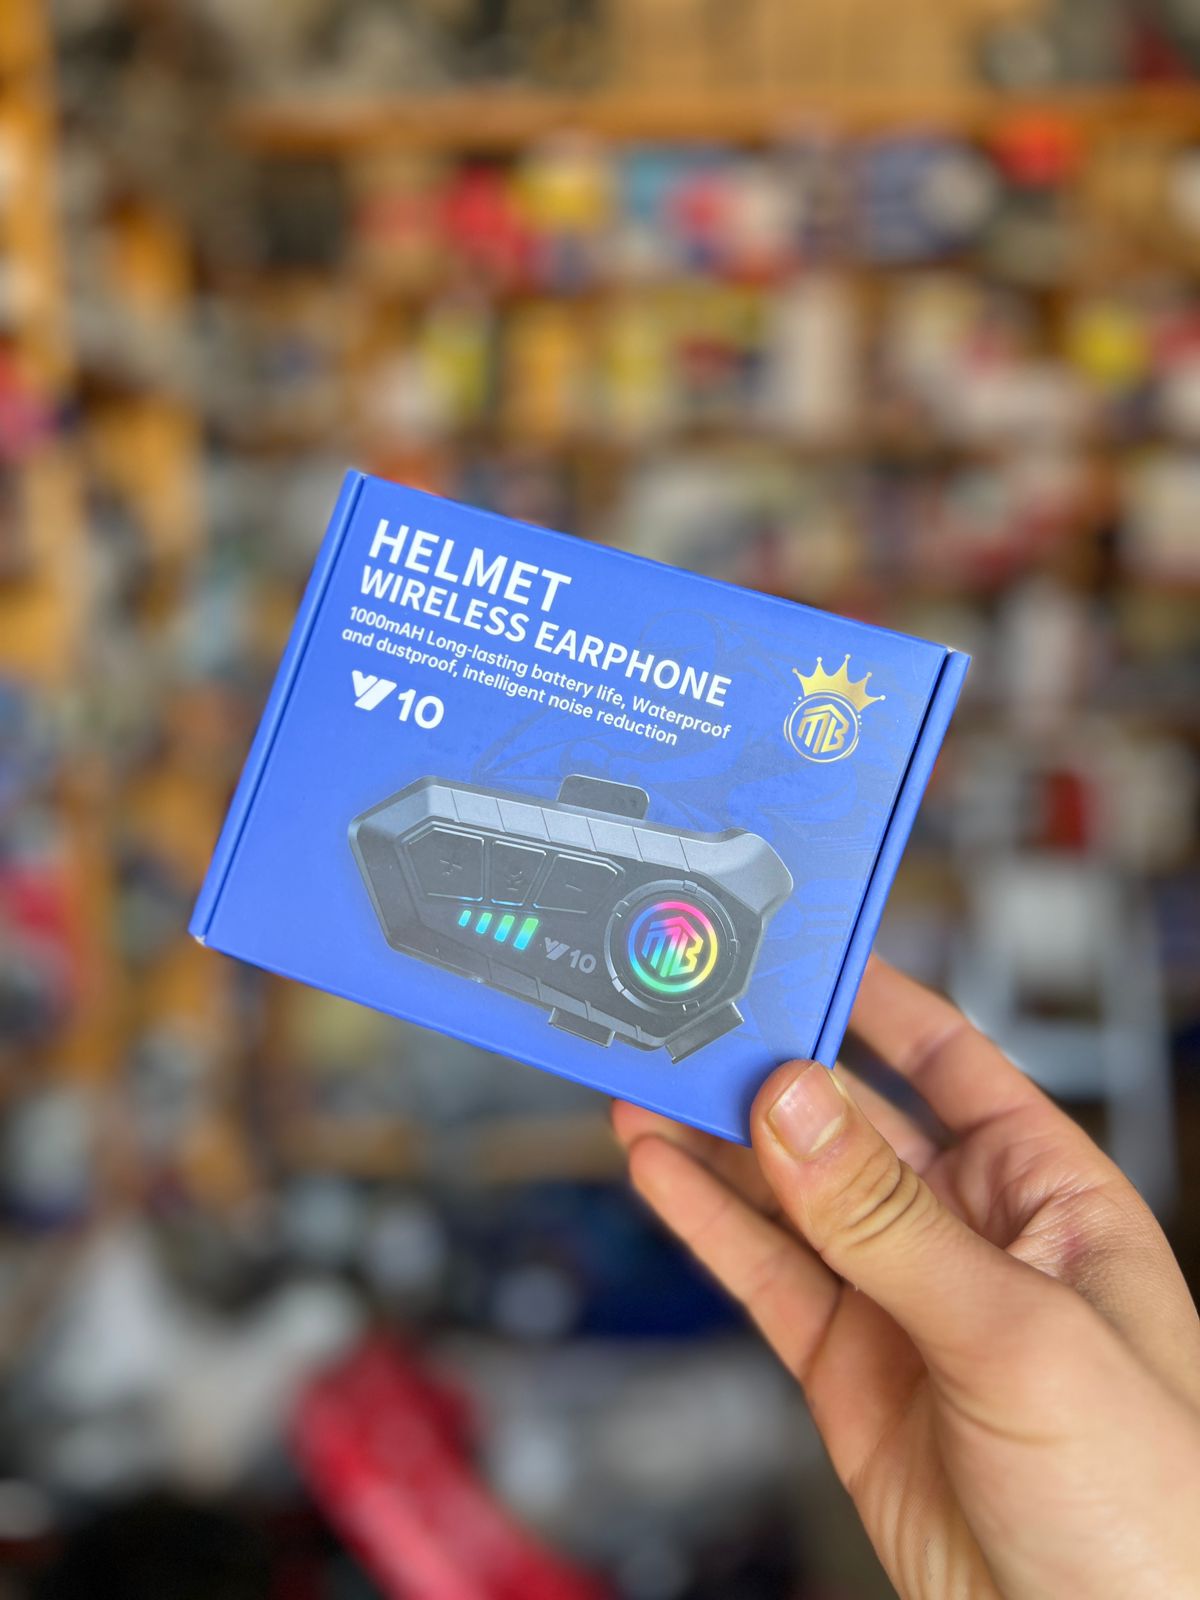 HELMET
WIRELESS EARPHONE
1000mAH Long-lasting battery life, Waterproof
and dustproof, intelligent noise reduction
Y10
MB
Y10
MB